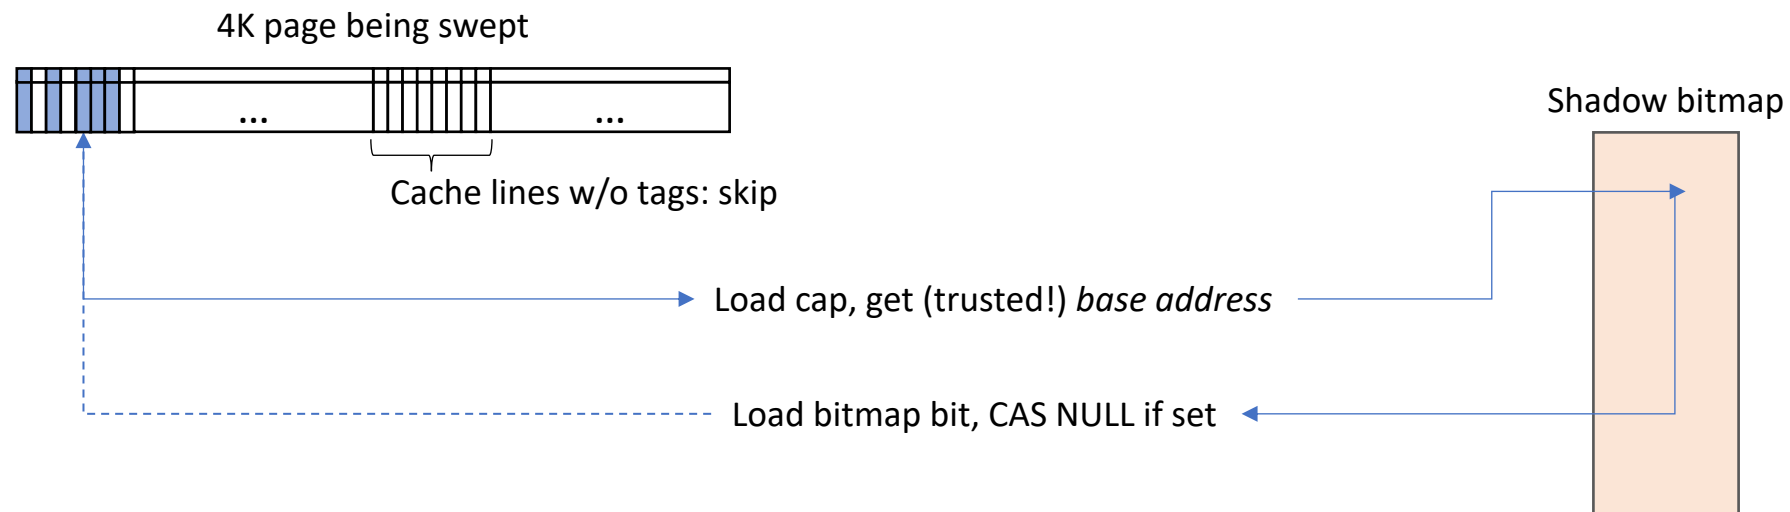 4K page being swept
Shadow bitmap
...
...
Cache lines w/o tags: skip
Load cap, get (trusted!) base address
Load bitmap bit, CAS NULL if set